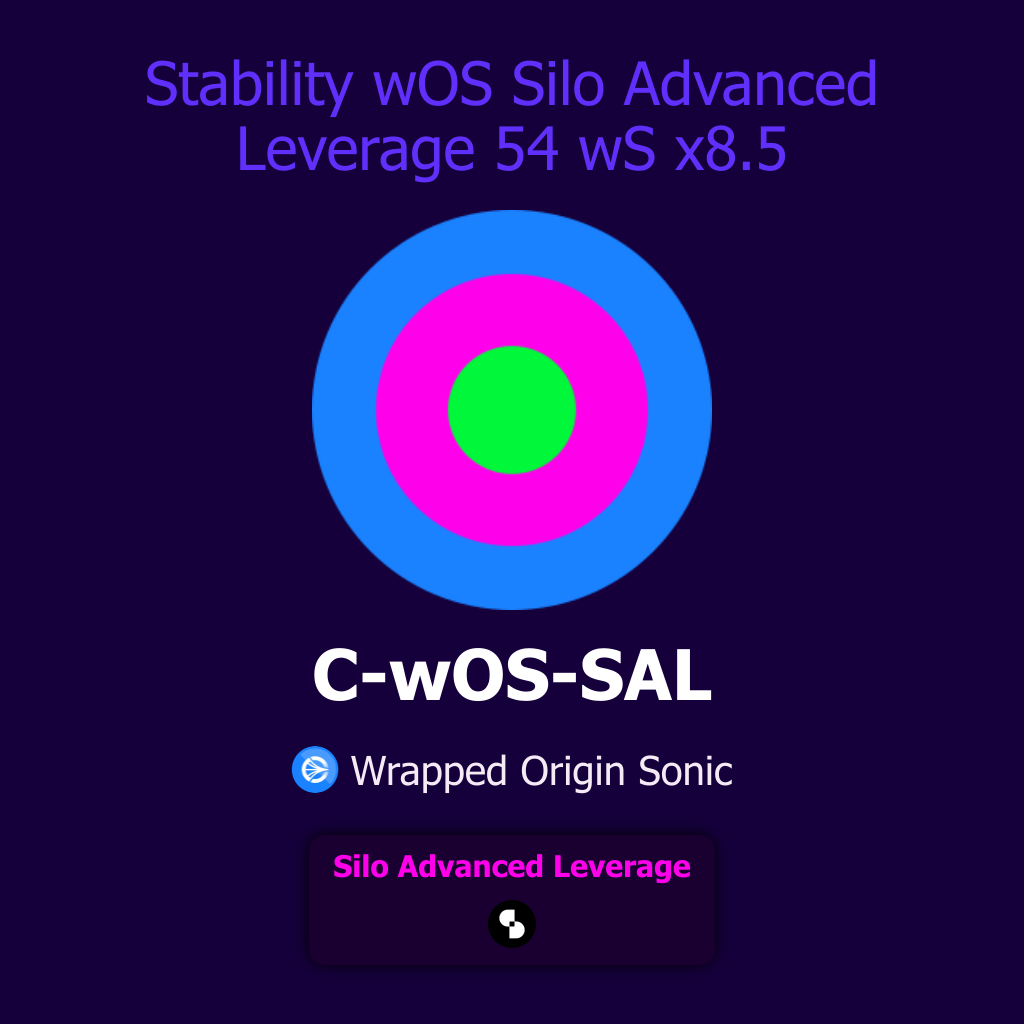 Stability wOS Silo Advanced
Leverage 54 wS x8.5
C-wOS-SAL
Wrapped Origin Sonic
Silo Advanced Leverage